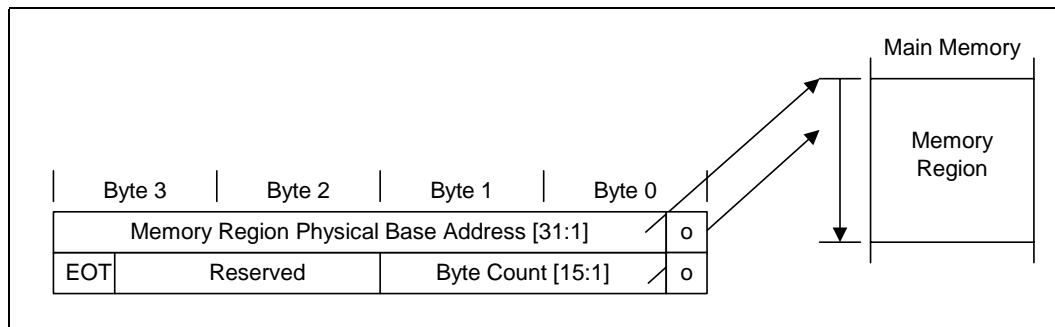 Main Memory
Memory
Region
Byte 3 Byte 2 Byte 1 Byte 0
Memory Region Physical Base Address [31:1] o
EOT Reserved Byte Count [15:1] o